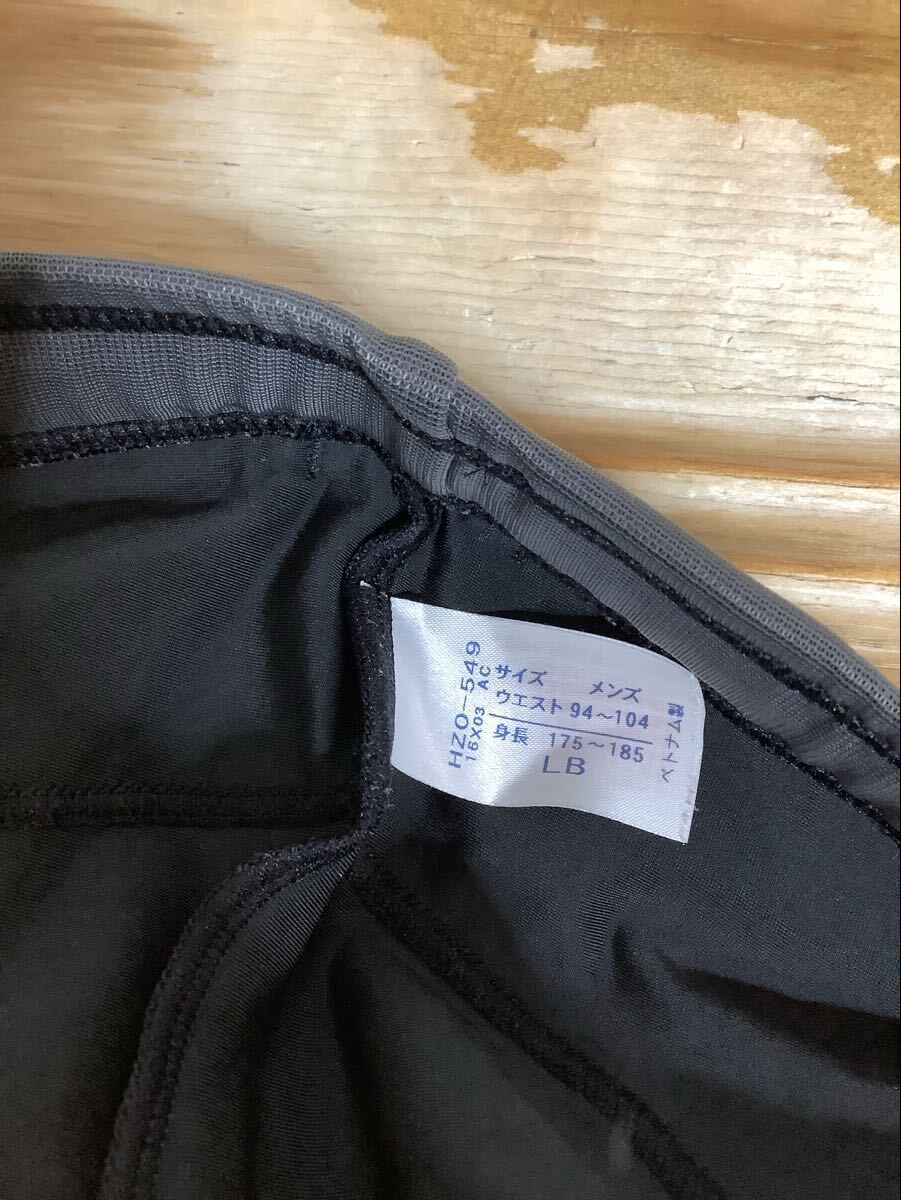 HZO-549
16X03 AC
サイズ メンズ
ウエスト 94～104
身長 175～185
LB
ベトナム製